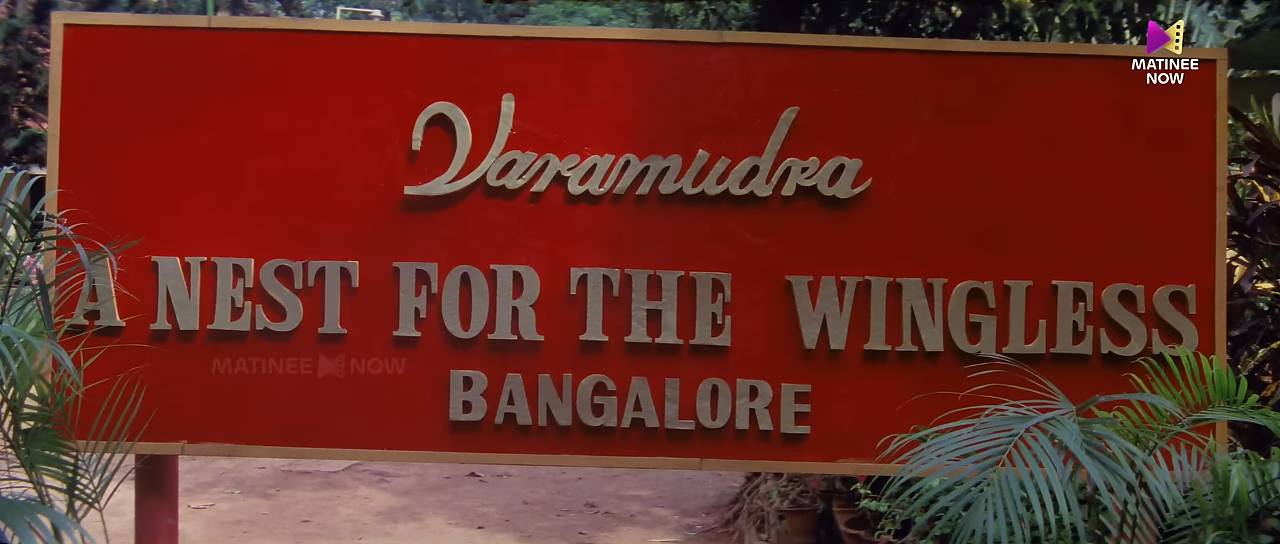 MATINEE
NOW
Varamudra
A NEST FOR THE WINGLESS
MATINEE NOW
BANGALORE